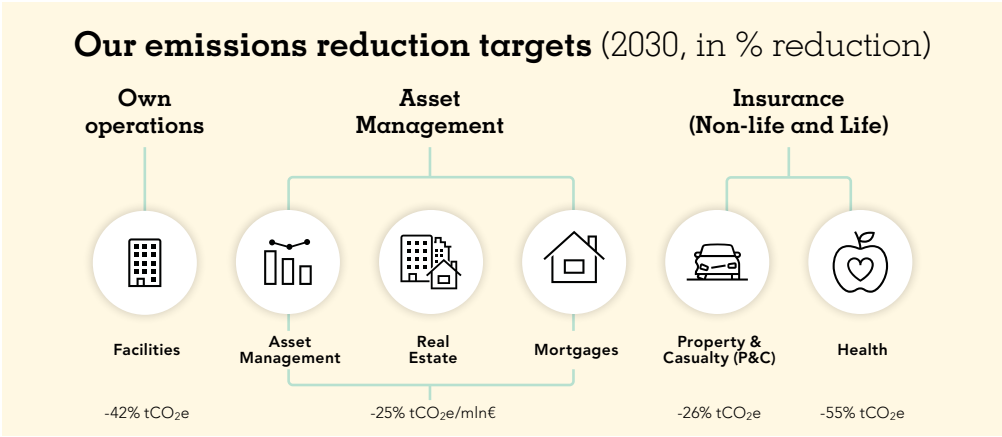 Our emissions reduction targets (2030, in % reduction)
Own
operations
Asset
Management
Insurance
(Non-life and Life)
Facilities
Asset
Management
Real
Estate
Mortgages
Property &
Casualty (P&C)
Health
-42% tCO₂e
-25% tCO₂e/mln€
-26% tCO₂e
-55% tCO₂e